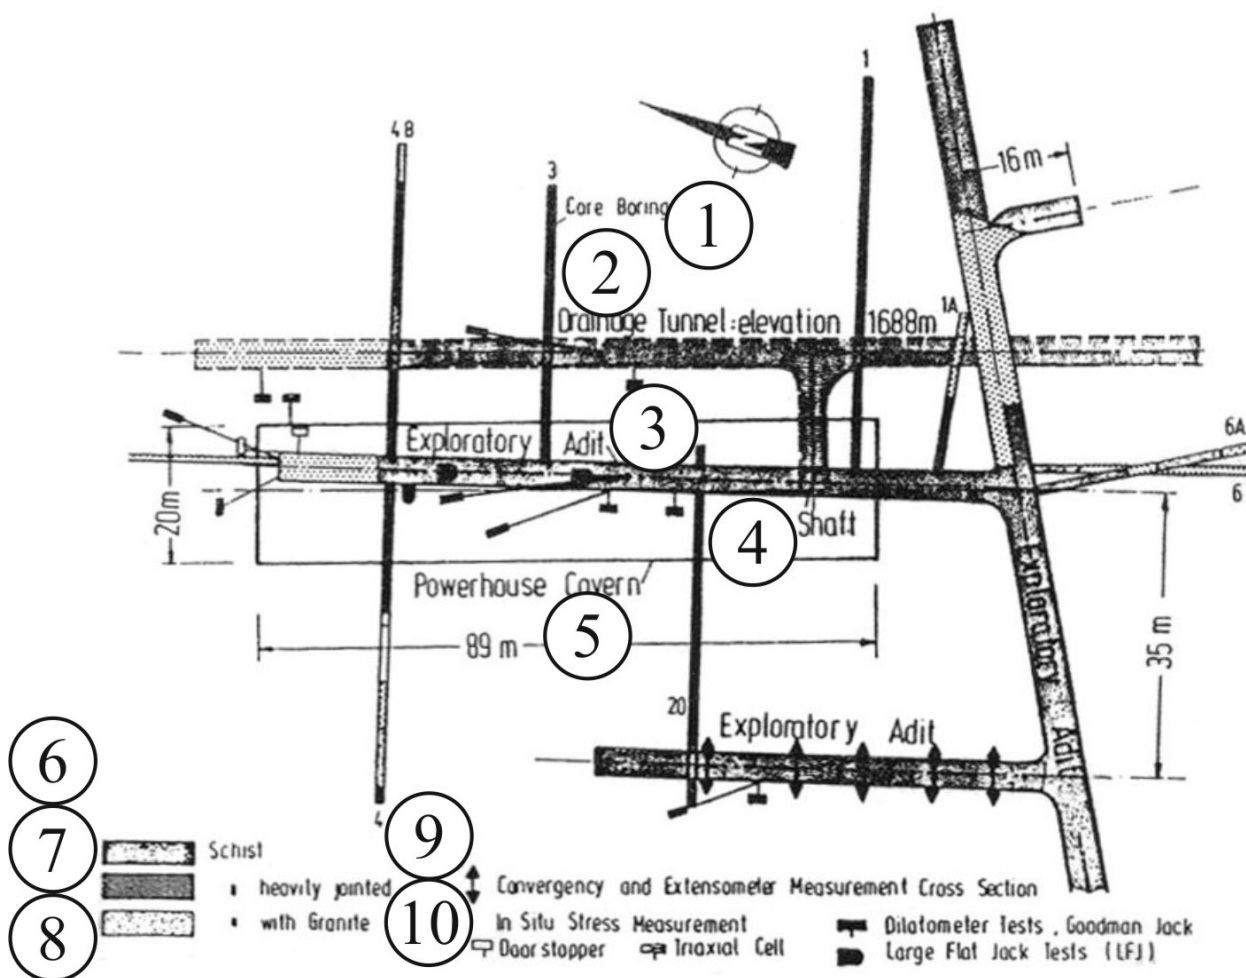 1
4B
3
16m
Core Boring
1
2
Drainage Tunnel:elevation 1688m
1A
3
Exploratory Adit
6A
6
20m
4
Shaft
Powerhouse Cavern
5
89 m
Exploratory Adit
35 m
20
Exploratory Adit
6
4
9
7
Schist
ı heavily jointed
Convergency and Extensometer Measurement Cross Section
8
ı with Granite
10
In Situ Stress Measurement
Dilatometer Tests, Goodman Jack
Doorstopper
Triaxial Cell
Large Flat Jack Tests (LFJ)